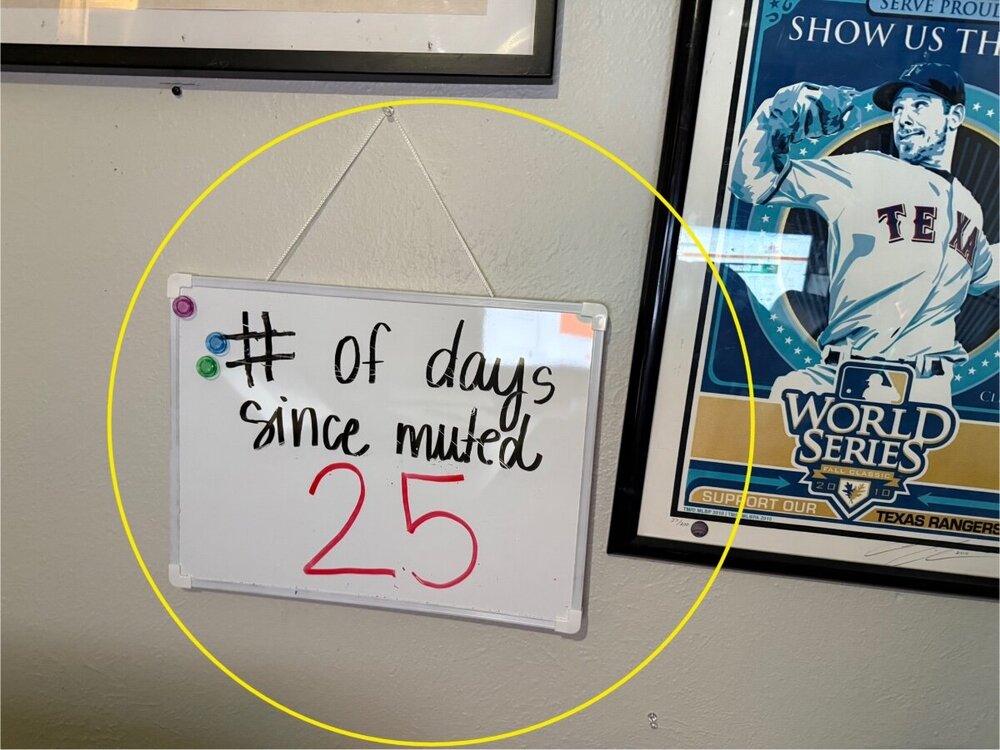 # of days
since muted
25
SERVE PROUD
SHOW US TH
TEXA
WORLD
SERIES
FALL CLASSIC
2010
SUPPORT OUR
TEXAS RANGERS